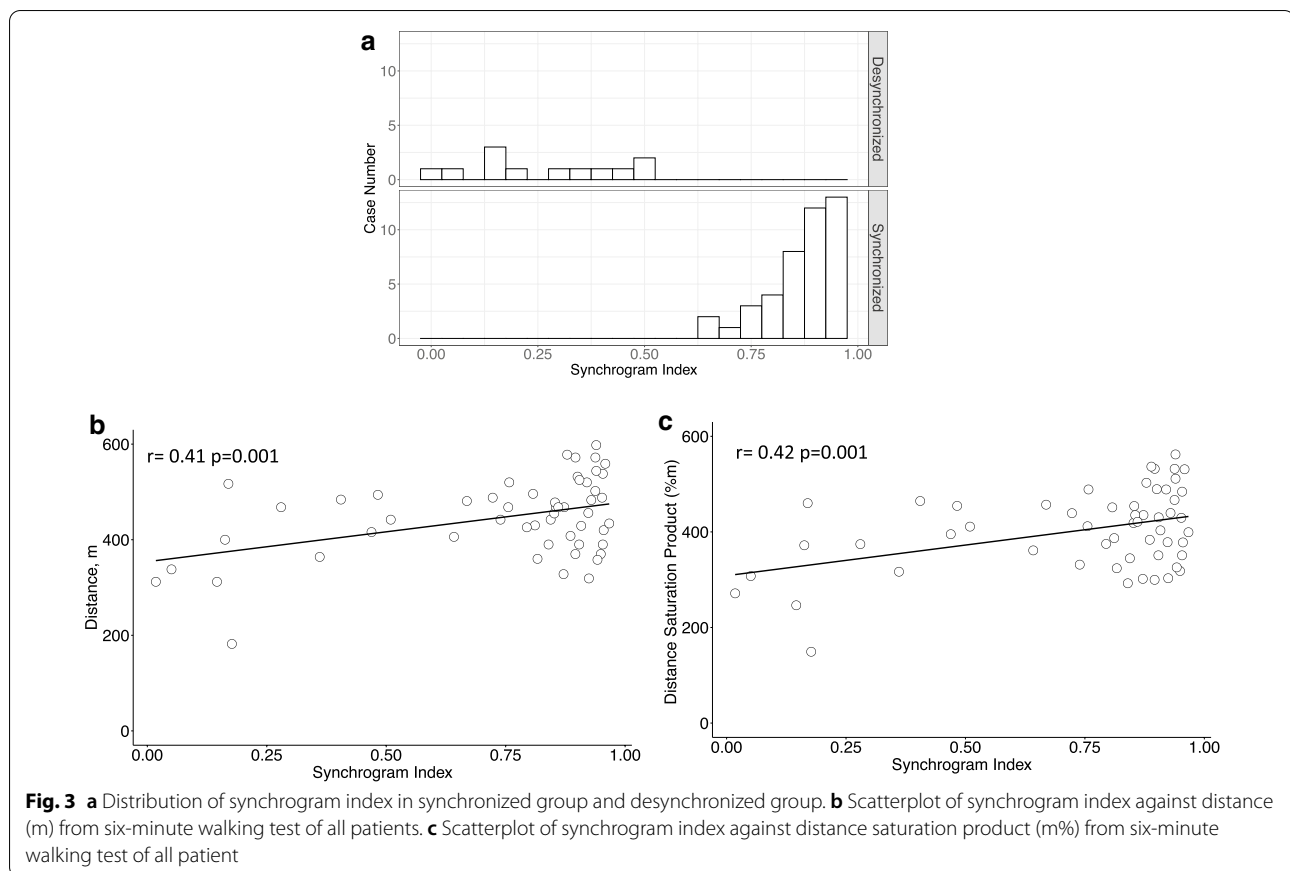 a
10
5
0
Desynchronized
Case Number
10
5
0
Synchronized
0.00 0.25 0.50 0.75 1.00
Synchrogram Index
b
r= 0.41 p=0.001
600
400
200
0
Distance, m
0.00 0.25 0.50 0.75 1.00
Synchrogram Index
c
r= 0.42 p=0.001
600
400
200
0
Distance Saturation Product (%m)
0.00 0.25 0.50 0.75 1.00
Synchrogram Index
Fig. 3 a Distribution of synchrogram index in synchronized group and desynchronized group. b Scatterplot of synchrogram index against distance
(m) from six-minute walking test of all patients. c Scatterplot of synchrogram index against distance saturation product (m%) from six-minute
walking test of all patient